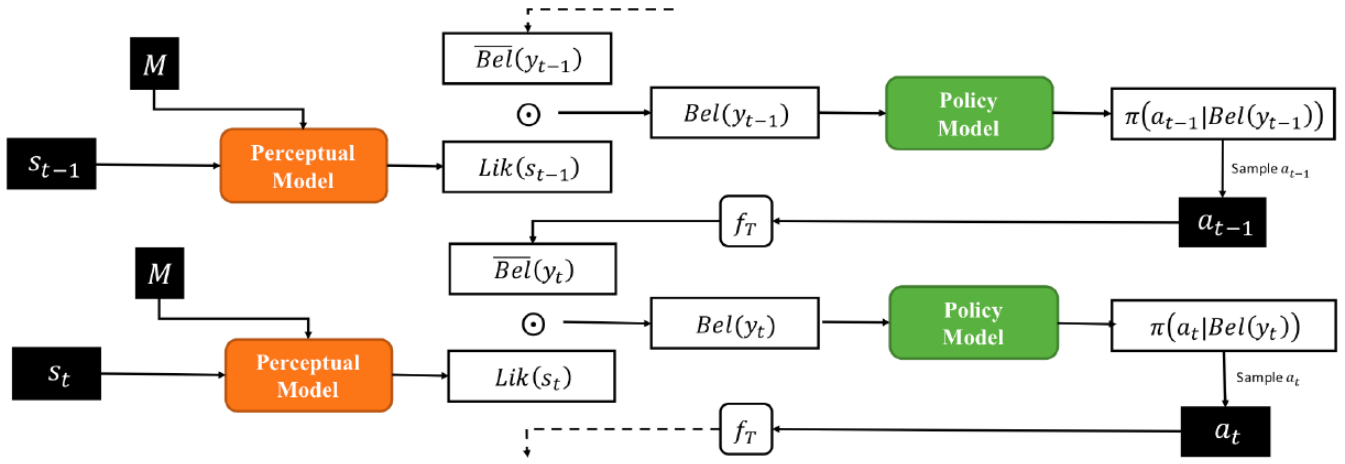 $\overline{Bel}(y_{t-1})$
M
⊙
$Bel(y_{t-1})$
Policy
Model
$\pi(a_{t-1}|Bel(y_{t-1}))$
$s_{t-1}$
Perceptual
Model
$Lik(s_{t-1})$
Sample $a_{t-1}$
$f_T$
$a_{t-1}$
M
$\overline{Bel}(y_t)$
⊙
$Bel(y_t)$
Policy
Model
$\pi(a_t|Bel(y_t))$
$s_t$
Perceptual
Model
$Lik(s_t)$
Sample $a_t$
$f_T$
$a_t$